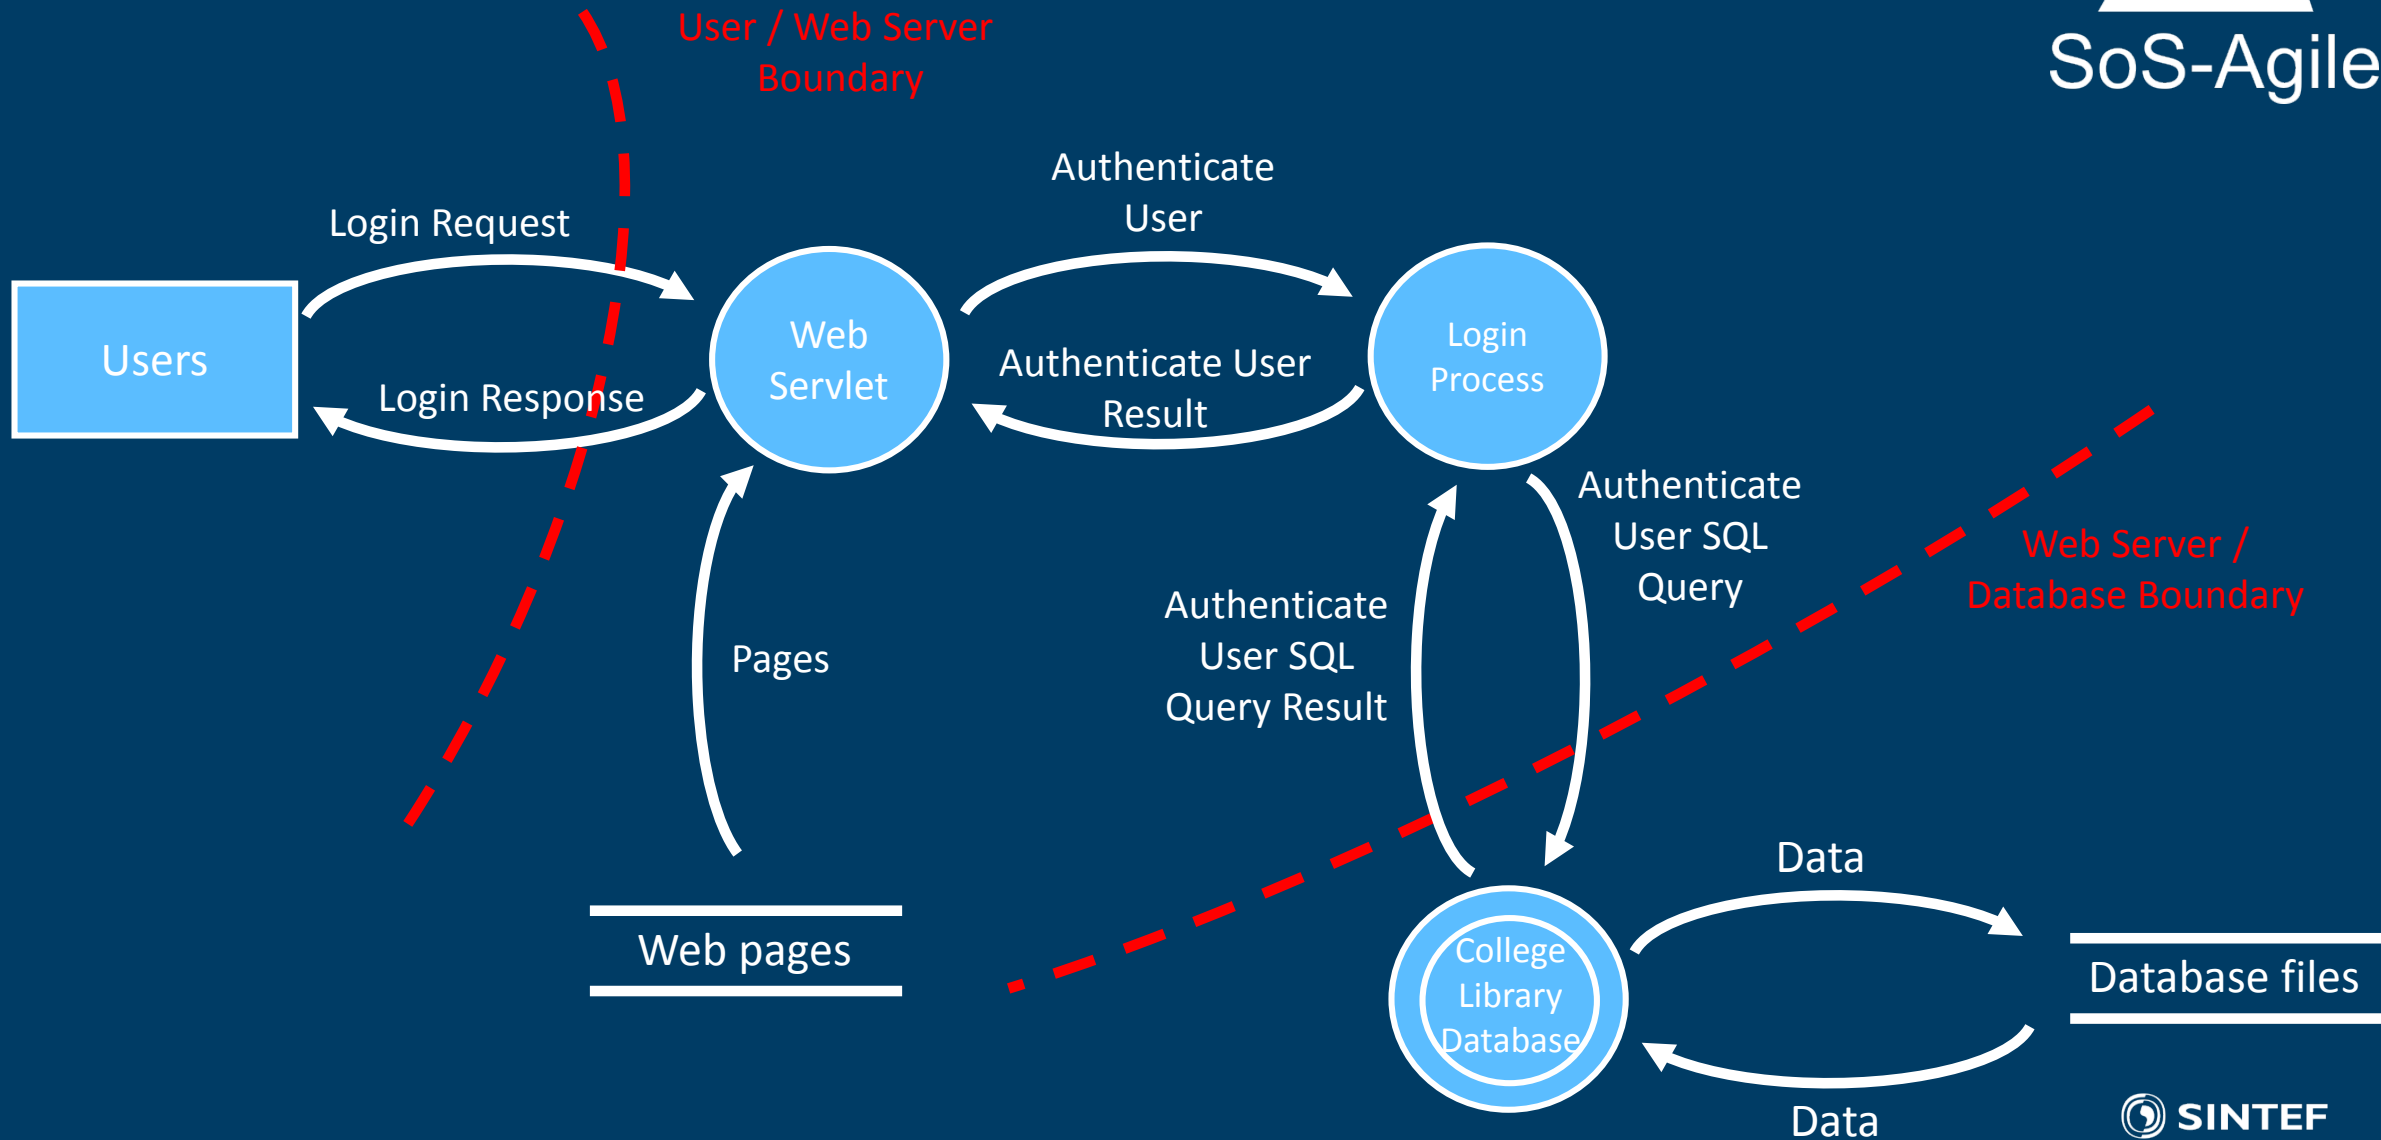 User / Web Server
Boundary
SoS-Agile
Authenticate
User
Login Request
Users
Web
Servlet
Login
Process
Authenticate User
Result
Login Response
Authenticate
User SQL
Query
Web Server /
Database Boundary
Authenticate
User SQL
Query Result
Pages
Web pages
College
Library
Database
Data
Database files
Data
SINTEF